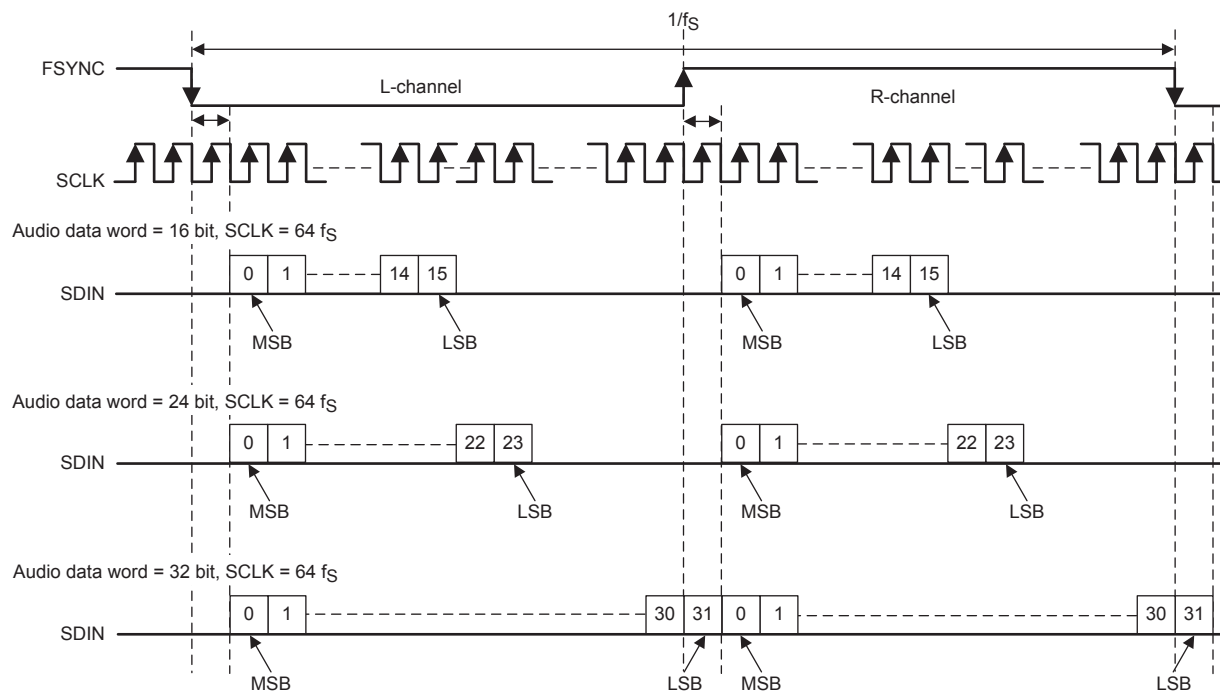 1/fS
FSYNC
L-channel
R-channel
SCLK
Audio data word = 16 bit, SCLK = 64 fS
SDIN
0 1 14 15 0 1 14 15
MSB LSB MSB LSB
Audio data word = 24 bit, SCLK = 64 fS
SDIN
0 1 22 23 0 1 22 23
MSB LSB MSB LSB
Audio data word = 32 bit, SCLK = 64 fS
SDIN
0 1 30 31 0 1 30 31
MSB LSB MSB LSB